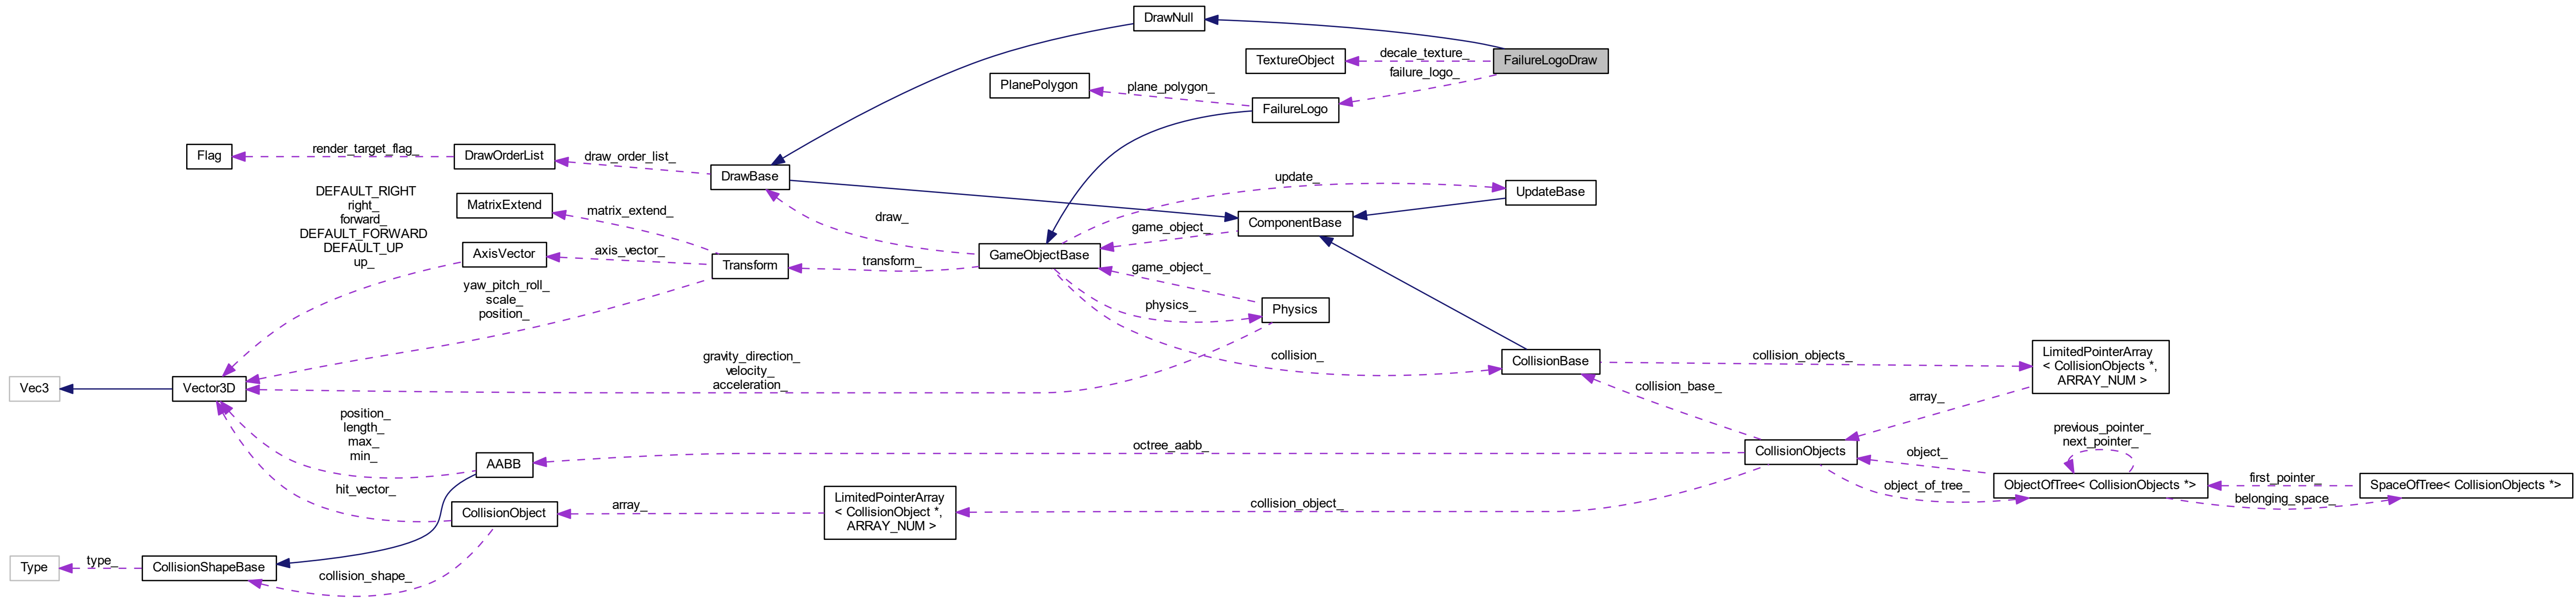 DrawNull
TextureObject
decale_texture_
FailureLogoDraw
PlanePolygon
plane_polygon_
failure_logo_
FailureLogo
Flag
render_target_flag_
DrawOrderList
draw_order_list_
DrawBase
update_
UpdateBase
DEFAULT_RIGHT
right_
forward_
DEFAULT_FORWARD
DEFAULT_UP
up_
MatrixExtend
matrix_extend_
draw_
ComponentBase
game_object_
AxisVector
axis_vector_
Transform
transform_
GameObjectBase
game_object_
yaw_pitch_roll_
scale_
position_
physics_
Physics
gravity_direction_
velocity_
acceleration_
collision_
CollisionBase
collision_objects_
LimitedPointerArray
< CollisionObjects *,
ARRAY_NUM >
Vec3
Vector3D
collision_base_
array_
position_
length_
max_
min_
AABB
octree_aabb_
CollisionObjects
object_
previous_pointer_
next_pointer_
hit_vector_
CollisionObject
array_
LimitedPointerArray
< CollisionObject *,
ARRAY_NUM >
collision_object_
object_of_tree_
ObjectOfTree< CollisionObjects *>
first_pointer_
belonging_space_
SpaceOfTree< CollisionObjects *>
Type
type_
CollisionShapeBase
collision_shape_